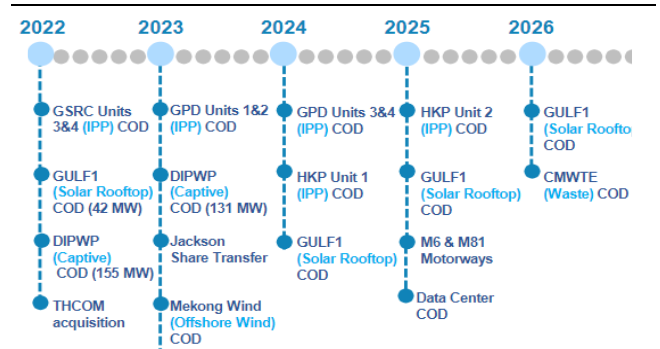 2022 2023 2024 2025 2026
GSRC Units
3&4 (IPP) COD
GULF1
(Solar Rooftop)
COD (42 MW)
DIPWP
(Captive)
COD (155 MW)
THCOM
acquisition
GPD Units 1&2
(IPP) COD
DIPWP
(Captive)
COD (131 MW)
Jackson
Share Transfer
Mekong Wind
(Offshore Wind)
COD
GPD Units 3&4
(IPP) COD
HKP Unit 1
(IPP) COD
GULF1
(Solar Rooftop)
COD
HKP Unit 2
(IPP) COD
GULF1
(Solar Rooftop)
COD
M6 & M81
Motorways
Data Center
COD
GULF1
(Solar Rooftop
COD
CMWTE
(Waste) COD